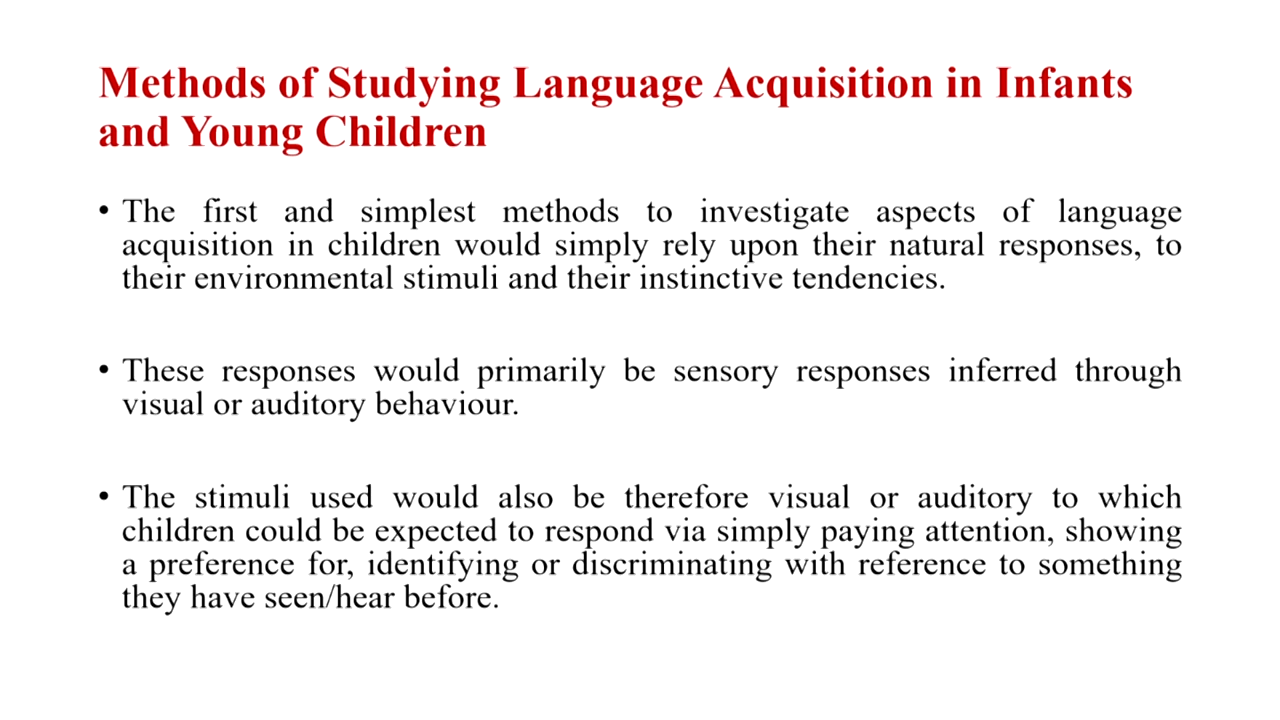 Methods of Studying Language Acquisition in Infants
and Young Children
• The first and simplest methods to investigate aspects of language
acquisition in children would simply rely upon their natural responses, to
their environmental stimuli and their instinctive tendencies.
• These responses would primarily be sensory responses inferred through
visual or auditory behaviour.
• The stimuli used would also be therefore visual or auditory to which
children could be expected to respond via simply paying attention, showing
a preference for, identifying or discriminating with reference to something
they have seen/hear before.